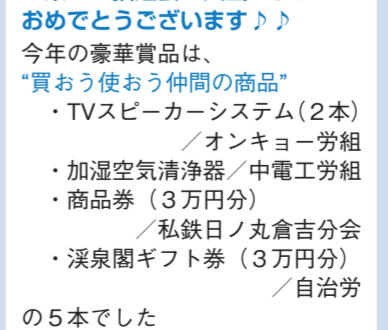 おめでとうございます♪♪
今年の豪華賞品は、
“買おう使おう仲間の商品”
・TVスピーカーシステム（２本）
／オンキョー労組
・加湿空気清浄器／中電工労組
・商品券（３万円分）
／私鉄日ノ丸倉吉分会
・渓泉閣ギフト券（３万円分）
／自治労
の５本でした